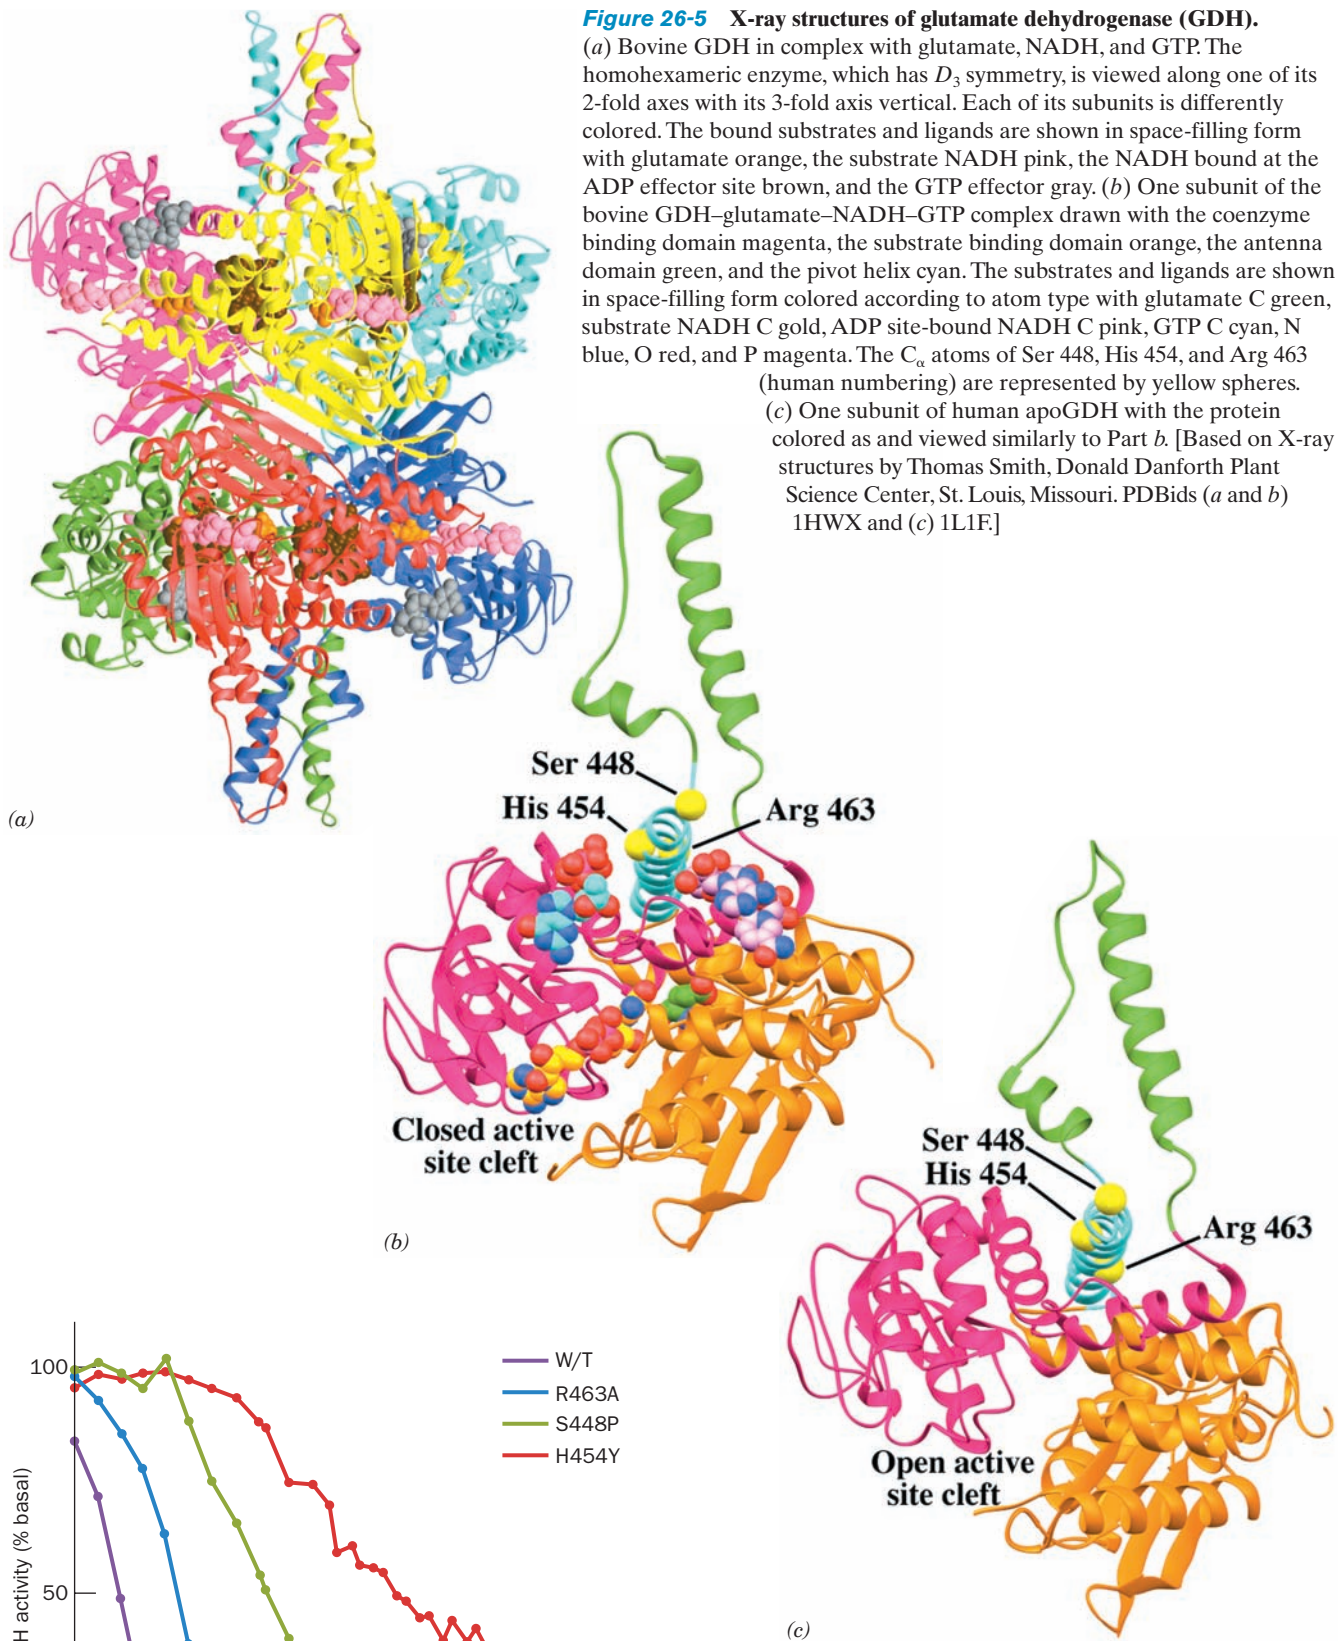 Figure 26-5 X-ray structures of glutamate dehydrogenase (GDH).
(a) Bovine GDH in complex with glutamate, NADH, and GTP. The
homohexameric enzyme, which has D₃ symmetry, is viewed along one of its
2-fold axes with its 3-fold axis vertical. Each of its subunits is differently
colored. The bound substrates and ligands are shown in space-filling form
with glutamate orange, the substrate NADH pink, the NADH bound at the
ADP effector site brown, and the GTP effector gray. (b) One subunit of the
bovine GDH–glutamate–NADH–GTP complex drawn with the coenzyme
binding domain magenta, the substrate binding domain orange, the antenna
domain green, and the pivot helix cyan. The substrates and ligands are shown
in space-filling form colored according to atom type with glutamate C green,
substrate NADH C gold, ADP site-bound NADH C pink, GTP C cyan, N
blue, O red, and P magenta. The Cα atoms of Ser 448, His 454, and Arg 463
(human numbering) are represented by yellow spheres.
(c) One subunit of human apoGDH with the protein
colored as and viewed similarly to Part b. [Based on X-ray
structures by Thomas Smith, Donald Danforth Plant
Science Center, St. Louis, Missouri. PDBids (a and b)
1HWX and (c) 1L1F.]
(a)
Ser 448
His 454
Arg 463
Closed active
site cleft
(b)
Ser 448
His 454
Arg 463
Open active
site cleft
(c)
100
50
H activity (% basal)
W/T
R463A
S448P
H454Y